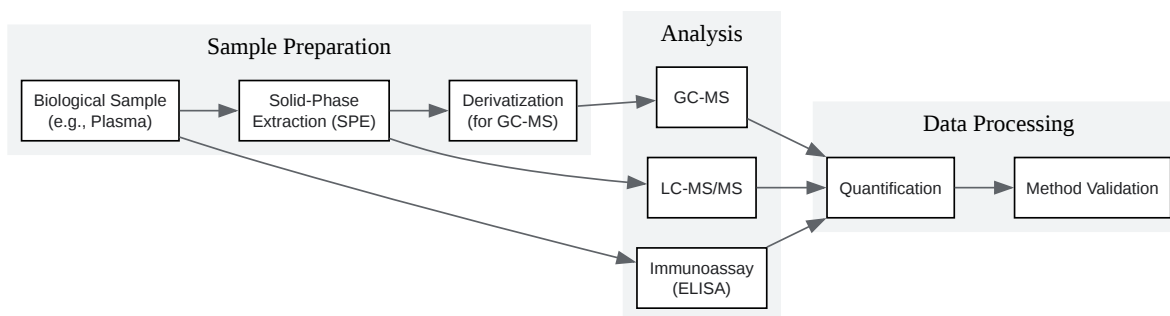 Sample Preparation
Biological Sample
(e.g., Plasma)
Solid-Phase
Extraction (SPE)
Derivatization
(for GC-MS)
Analysis
GC-MS
LC-MS/MS
Immunoassay
(ELISA)
Data Processing
Quantification
Method Validation